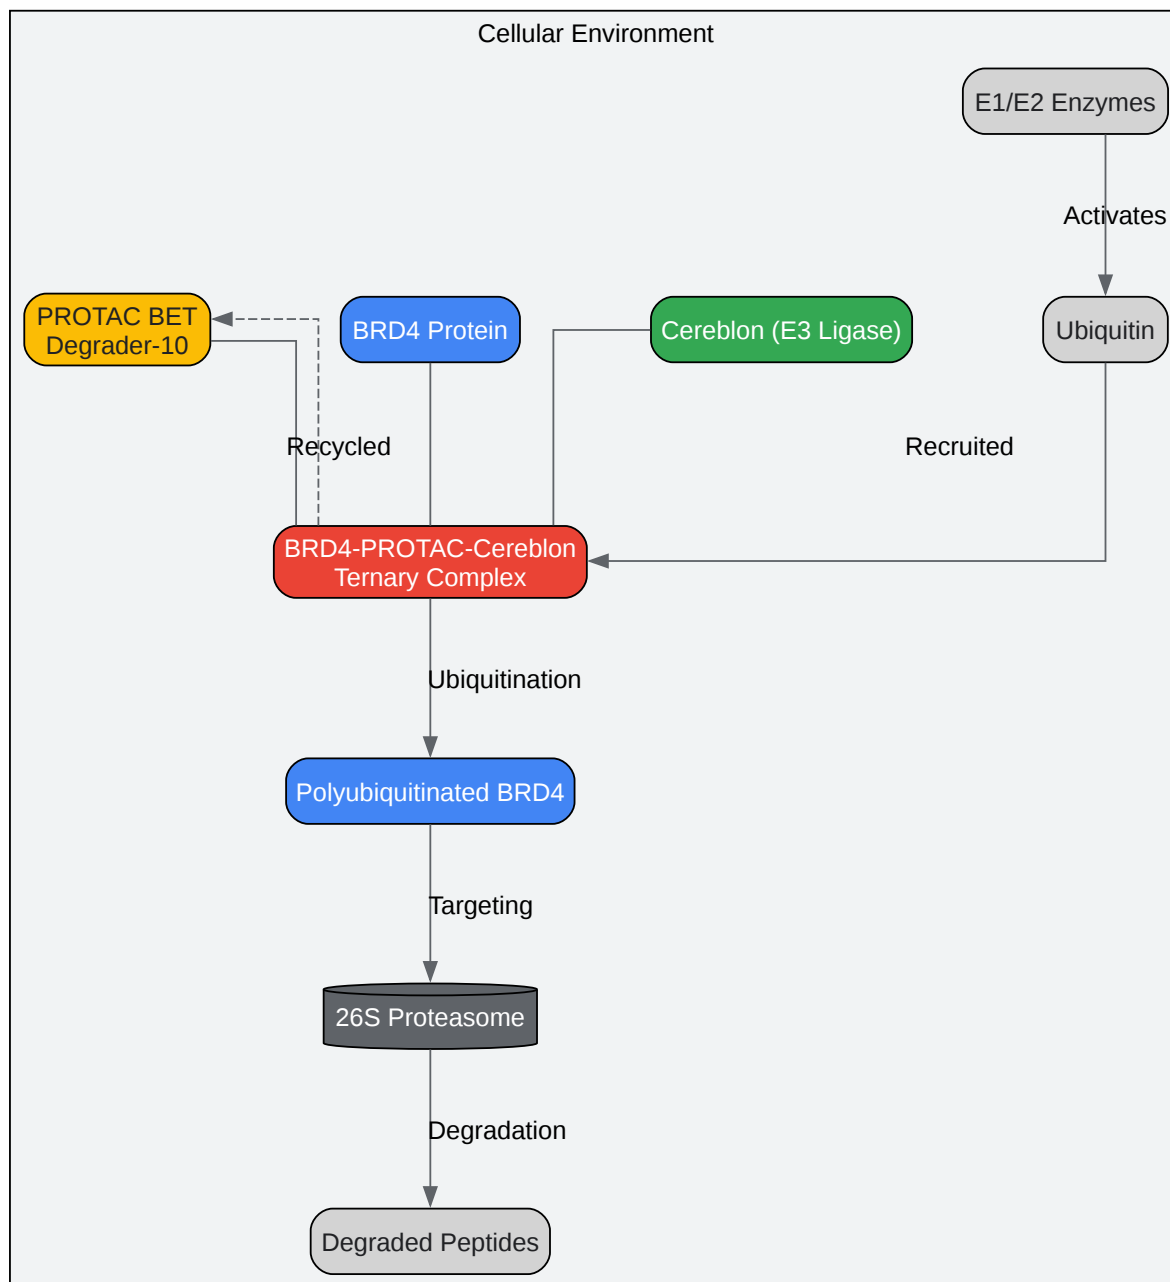 Cellular Environment
E1/E2 Enzymes
Activates
PROTAC BET
Degrader-10
BRD4 Protein
Cereblon (E3 Ligase)
Ubiquitin
Recycled
Recruited
BRD4-PROTAC-Cereblon
Ternary Complex
Ubiquitination
Polyubiquitinated BRD4
Targeting
26S Proteasome
Degradation
Degraded Peptides